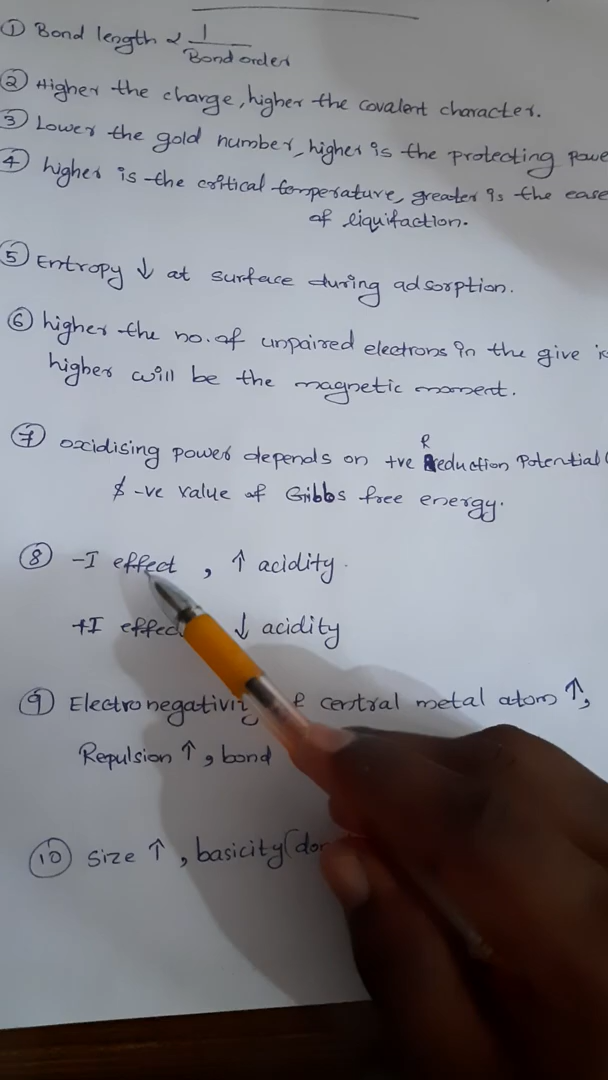 ① Bond length ∝ 1/Bond order
② Higher the charge, higher the covalent character.
③ Lower the gold number, higher is the protecting powe
④ higher is the critical temperature, greater is the ease
of liquifaction.
⑤ Entropy ↓ at surface during adsorption.
⑥ higher the no. of unpaired electrons in the give is
higher will be the magnetic moment.
⑦ oxidising power depends on +ve Reduction Potential
& -ve value of Gibbs free energy.
⑧ -I effect, ↑ acidity.
+I effec ↓ acidity
⑨ Electronegativi central metal atom ↑,
Repulsion ↑, bond
⑩ Size ↑, basicity (do